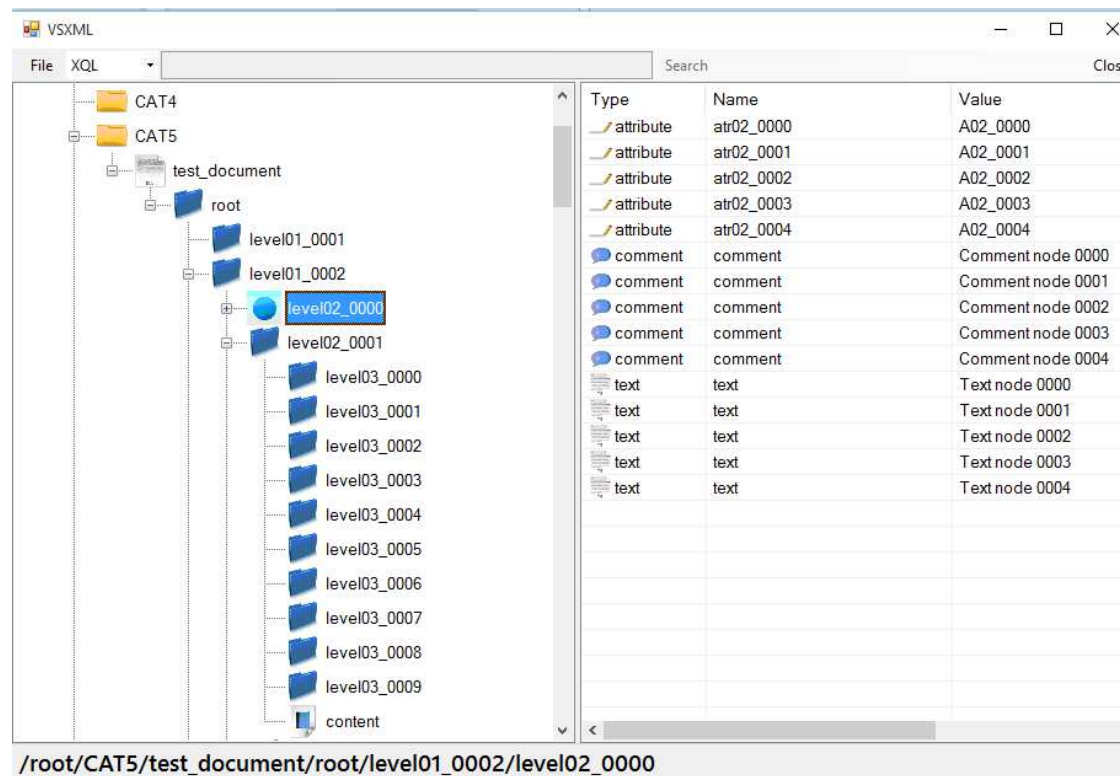 VSXML
File XQL Search Clos
CAT4
CAT5
test_document
root
level01_0001
level01_0002
level02_0000
level02_0001
level03_0000
level03_0001
level03_0002
level03_0003
level03_0004
level03_0005
level03_0006
level03_0007
level03_0008
level03_0009
content
Type Name Value
attribute atr02_0000 A02_0000
attribute atr02_0001 A02_0001
attribute atr02_0002 A02_0002
attribute atr02_0003 A02_0003
attribute atr02_0004 A02_0004
comment comment Comment node 0000
comment comment Comment node 0001
comment comment Comment node 0002
comment comment Comment node 0003
comment comment Comment node 0004
text text Text node 0000
text text Text node 0001
text text Text node 0002
text text Text node 0003
text text Text node 0004
/root/CAT5/test_document/root/level01_0002/level02_0000